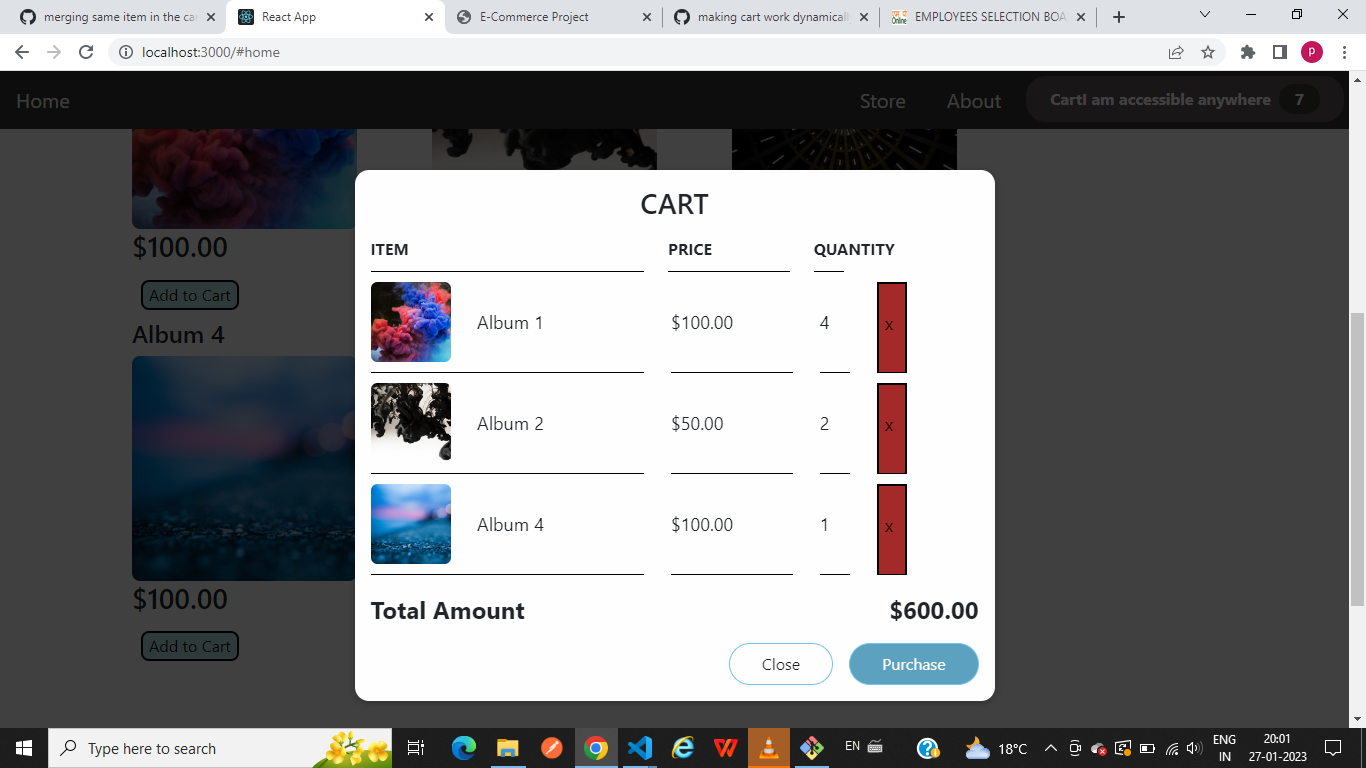 merging same item in the ca
React App
E-Commerce Project
making cart work dynamicall
EMPLOYEES SELECTION BOA
localhost:3000/#home
P
Home
Store
About
CartI am accessible anywhere 7
CART
ITEM PRICE QUANTITY
Album 1 $100.00 4 x
Album 2 $50.00 2 x
Album 4 $100.00 1 x
Total Amount $600.00
Close
Purchase
$100.00
Add to Cart
Album 4
$100.00
Add to Cart
Type here to search
EN
18°C
ENG
IN
20:01
27-01-2023